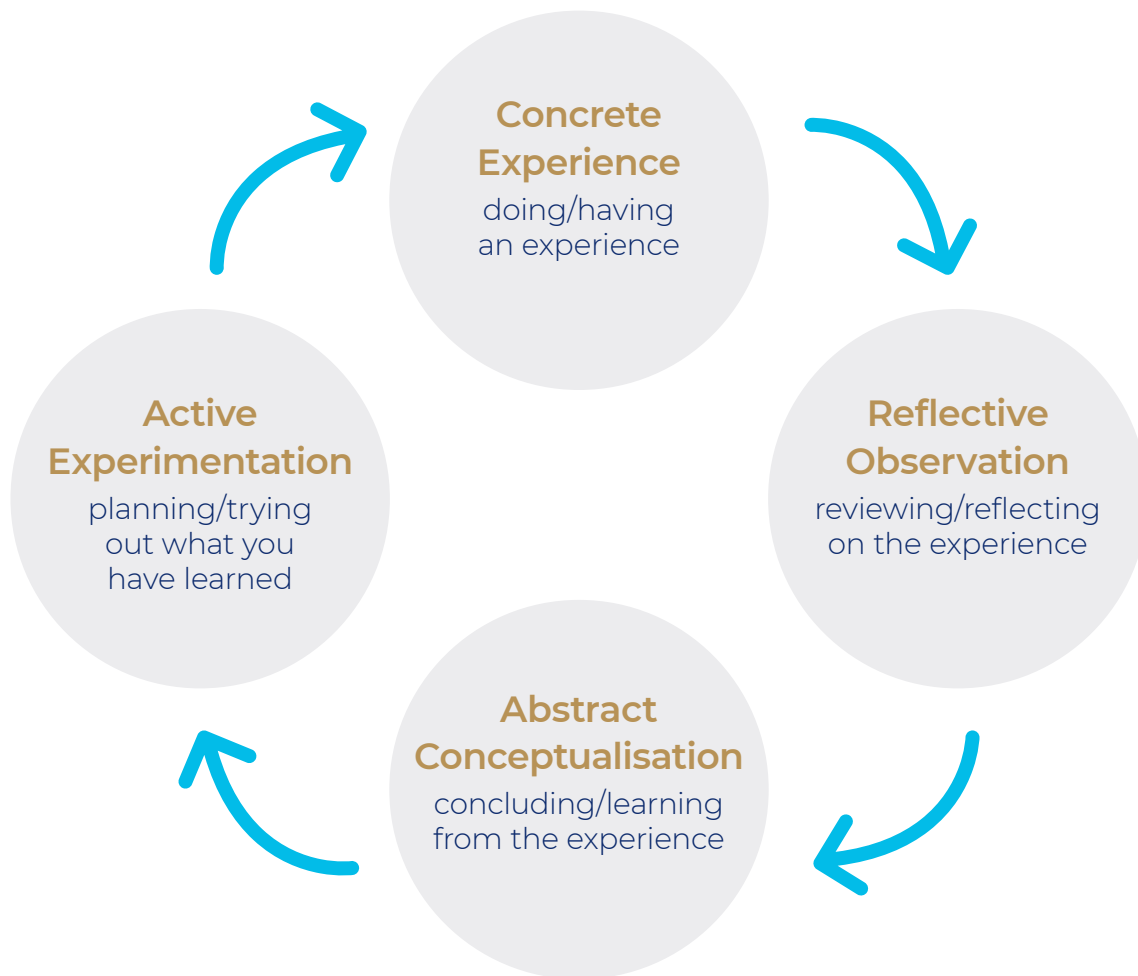 Concrete
Experience
doing/having
an experience
Reflective
Observation
reviewing/reflecting
on the experience
Abstract
Conceptualisation
concluding/learning
from the experience
Active
Experimentation
planning/trying
out what you
have learned